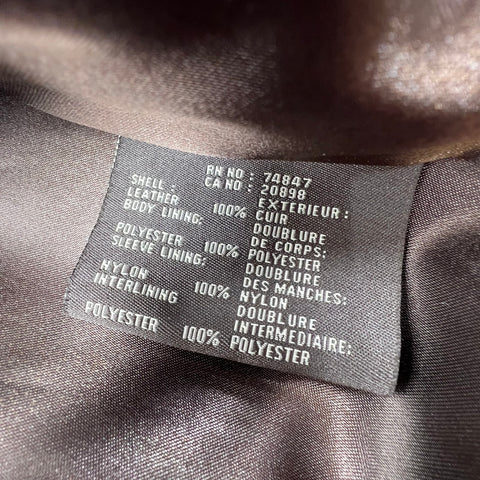 RN NO : 74847
CA NO : 20898
SHELL : EXTERIEUR :
LEATHER 100% CUIR
BODY LINING: DOUBLURE
DE CORPS:
POLYESTER 100% POLYESTER
SLEEVE LINING: DOUBLURE
DES MANCHES:
NYLON 100% NYLON
INTERLINING DOUBLURE
INTERMEDIAIRE:
POLYESTER 100% POLYESTER